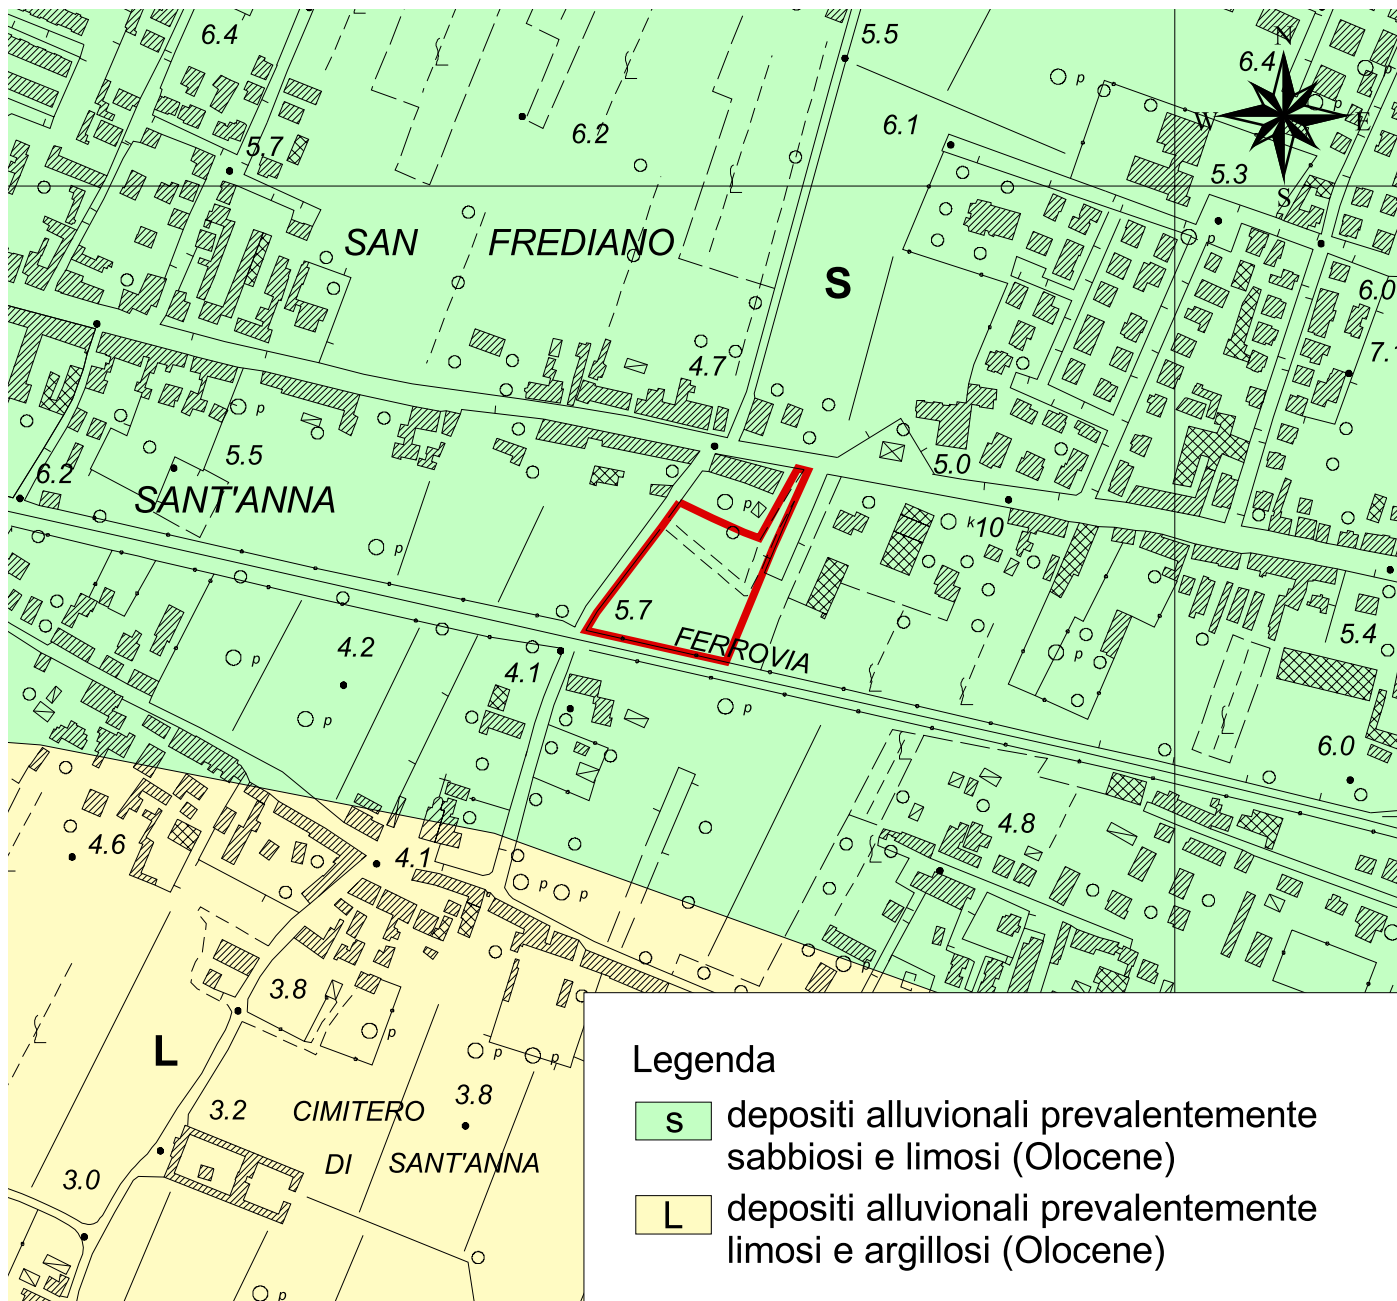 6.4
5.5
N
6.4
p
p
W
E
5.7
6.2
6.1
5.3
S
p
SAN FREDIANO
S
6.0
7.
4.7
p
5.5
5.0
6.2
SANT'ANNA
p
k
10
p
5.7
5.4
FERROVIA
4.2
p
4.1
p
p
p
6.0
4.6
4.8
4.1
p
p
p
3.8
p
L
p
p
3.2
CIMITERO
3.8
DI SANT'ANNA
3.0
p
Legenda
s depositi alluvionali prevalentemente
sabbiosi e limosi (Olocene)
L depositi alluvionali prevalentemente
limosi e argillosi (Olocene)